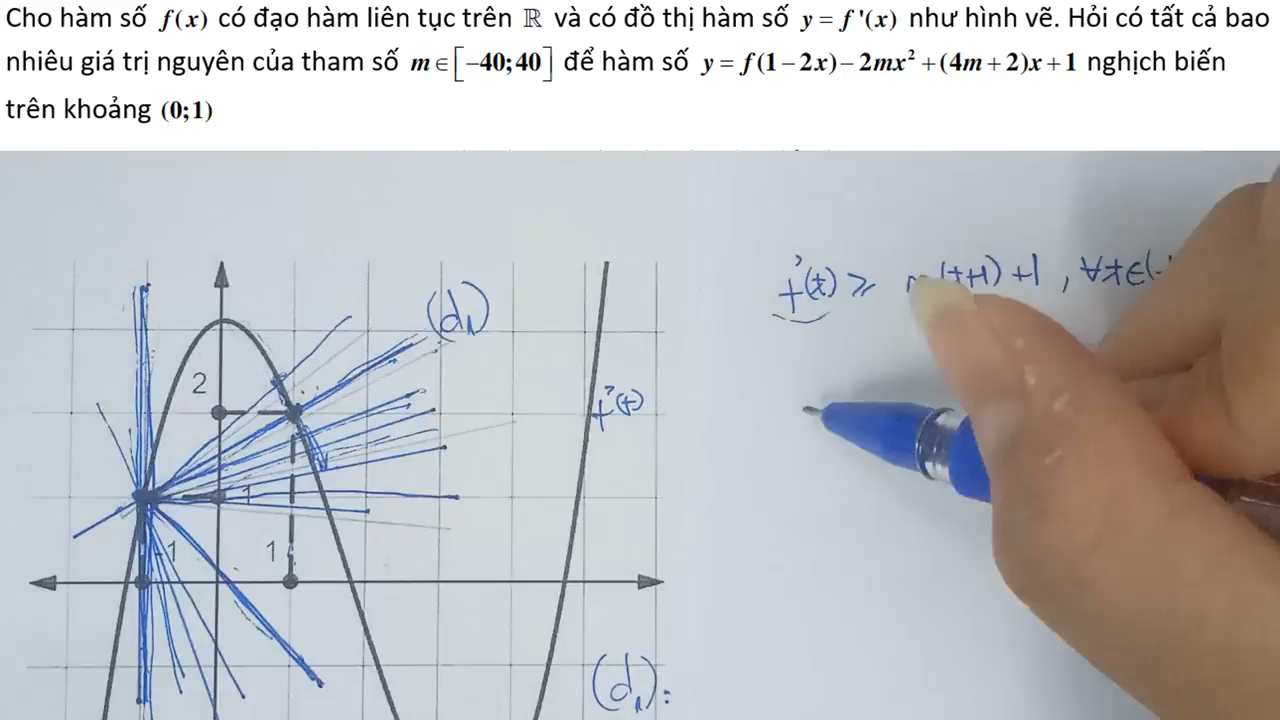 Cho hàm số f(x) có đạo hàm liên tục trên ℝ và có đồ thị hàm số y = f '(x) như hình vẽ. Hỏi có tất cả bao
nhiêu giá trị nguyên của tham số m ∈ [−40;40] để hàm số y = f(1−2x) − 2mx² + (4m+2)x + 1 nghịch biến
trên khoảng (0;1)
f'(t) ≥ (t+1) +1 , ∀t∈(-
(d₁)
2
f'(t)
1
-1
1
(d₁):